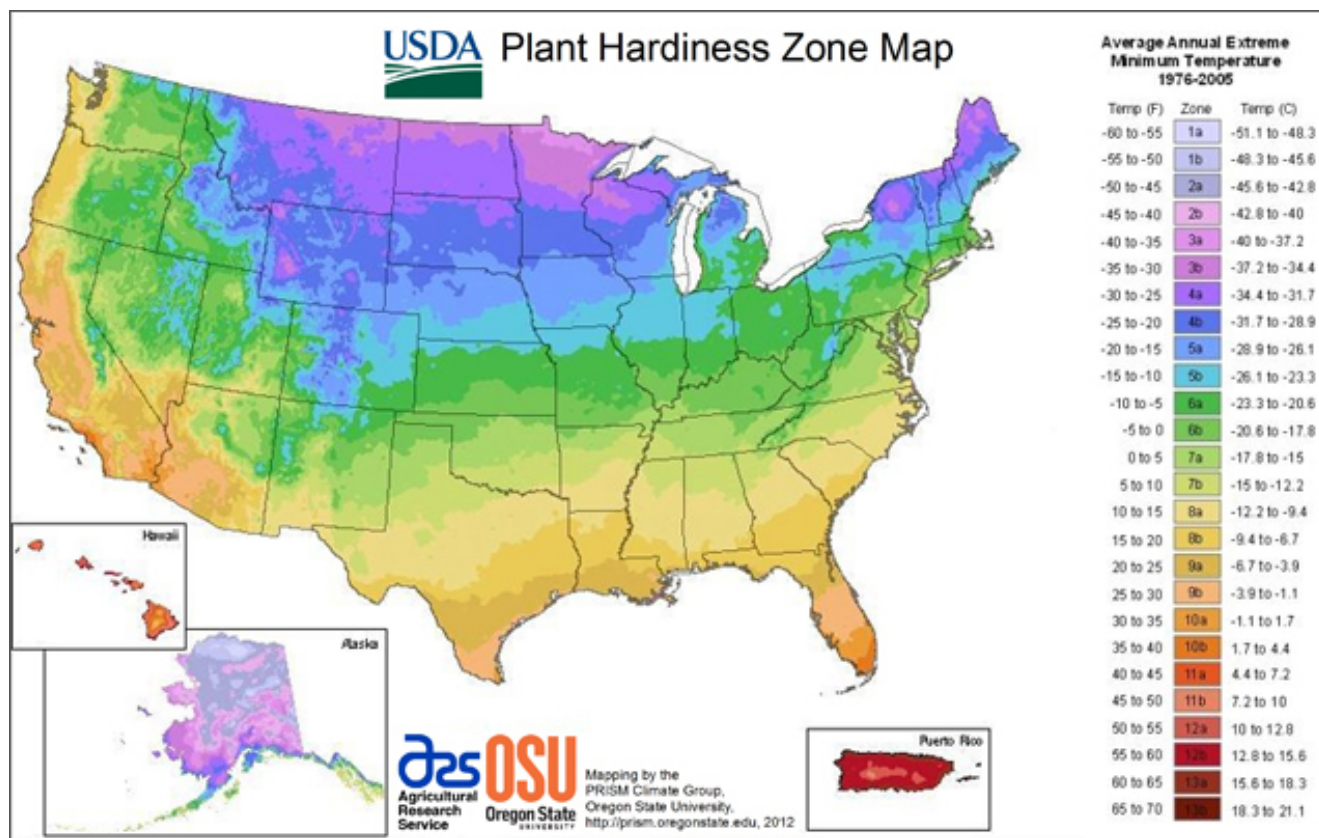 USDA Plant Hardiness Zone Map
Average Annual Extreme
Minimum Temperature
1976-2005
Temp (F) Zone Temp (C)
-60 to -55 1a -51.1 to -48.3
-55 to -50 1b -48.3 to -45.6
-50 to -45 2a -45.6 to -42.8
-45 to -40 2b -42.8 to -40
-40 to -35 3a -40 to -37.2
-35 to -30 3b -37.2 to -34.4
-30 to -25 4a -34.4 to -31.7
-25 to -20 4b -31.7 to -28.9
-20 to -15 5a -28.9 to -26.1
-15 to -10 5b -26.1 to -23.3
-10 to -5 6a -23.3 to -20.6
-5 to 0 6b -20.6 to -17.8
0 to 5 7a -17.8 to -15
5 to 10 7b -15 to -12.2
10 to 15 8a -12.2 to -9.4
15 to 20 8b -9.4 to -6.7
20 to 25 9a -6.7 to -3.9
25 to 30 9b -3.9 to -1.1
30 to 35 10a -1.1 to 1.7
35 to 40 10b 1.7 to 4.4
40 to 45 11a 4.4 to 7.2
45 to 50 11b 7.2 to 10
50 to 55 12a 10 to 12.8
55 to 60 12b 12.8 to 15.6
60 to 65 13a 15.6 to 18.3
65 to 70 13b 18.3 to 21.1
Hawaii
Alaska
ars
Agricultural
Research
Service
OSU
Oregon State
UNIVERSITY
Mapping by the
PRISM Climate Group,
Oregon State University,
http://prism.oregonstate.edu, 2012
Puerto Rico